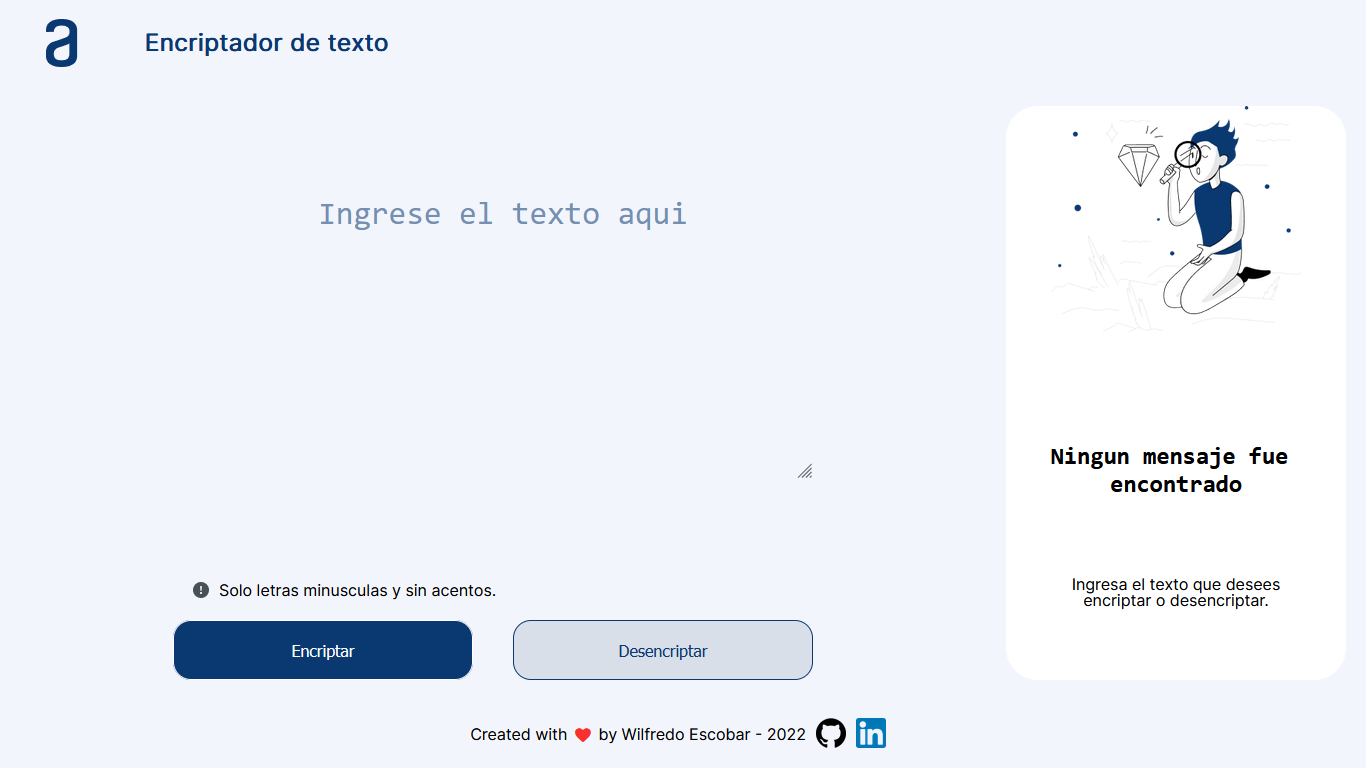 a
Encriptador de texto
Ingrese el texto aqui
Ningun mensaje fue
encontrado
Ingresa el texto que desees
encriptar o desencriptar.
Solo letras minusculas y sin acentos.
Encriptar
Desencriptar
Created with ❤ by Wilfredo Escobar - 2022
in